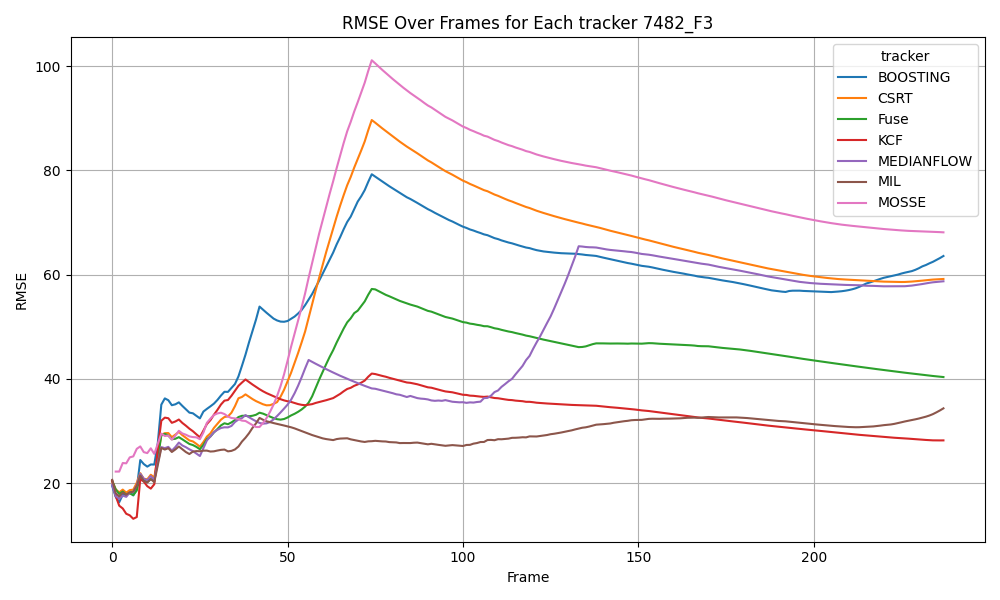 RMSE Over Frames for Each tracker 7482_F3
tracker
BOOSTING
CSRT
Fuse
KCF
MEDIANFLOW
MIL
MOSSE
RMSE
100
80
60
40
20
0 50 100 150 200
Frame